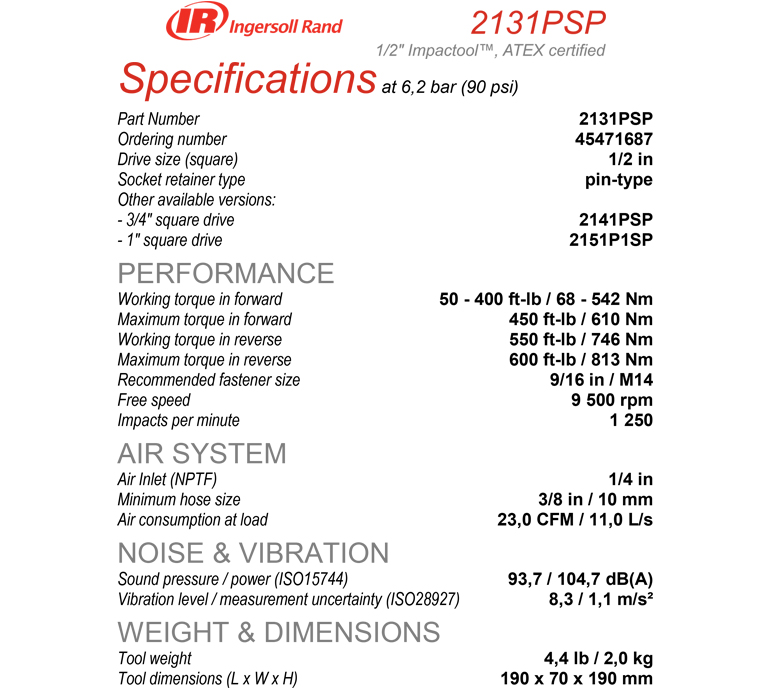 IR Ingersoll Rand
2131PSP
1/2" Impactool™, ATEX certified
Specifications at 6,2 bar (90 psi)
Part Number 2131PSP
Ordering number 45471687
Drive size (square) 1/2 in
Socket retainer type pin-type
Other available versions:
- 3/4" square drive 2141PSP
- 1" square drive 2151P1SP
PERFORMANCE
Working torque in forward 50 - 400 ft-lb / 68 - 542 Nm
Maximum torque in forward 450 ft-lb / 610 Nm
Working torque in reverse 550 ft-lb / 746 Nm
Maximum torque in reverse 600 ft-lb / 813 Nm
Recommended fastener size 9/16 in / M14
Free speed 9 500 rpm
Impacts per minute 1 250
AIR SYSTEM
Air Inlet (NPTF) 1/4 in
Minimum hose size 3/8 in / 10 mm
Air consumption at load 23,0 CFM / 11,0 L/s
NOISE & VIBRATION
Sound pressure / power (ISO15744) 93,7 / 104,7 dB(A)
Vibration level / measurement uncertainty (ISO28927) 8,3 / 1,1 m/s²
WEIGHT & DIMENSIONS
Tool weight 4,4 lb / 2,0 kg
Tool dimensions (L x W x H) 190 x 70 x 190 mm